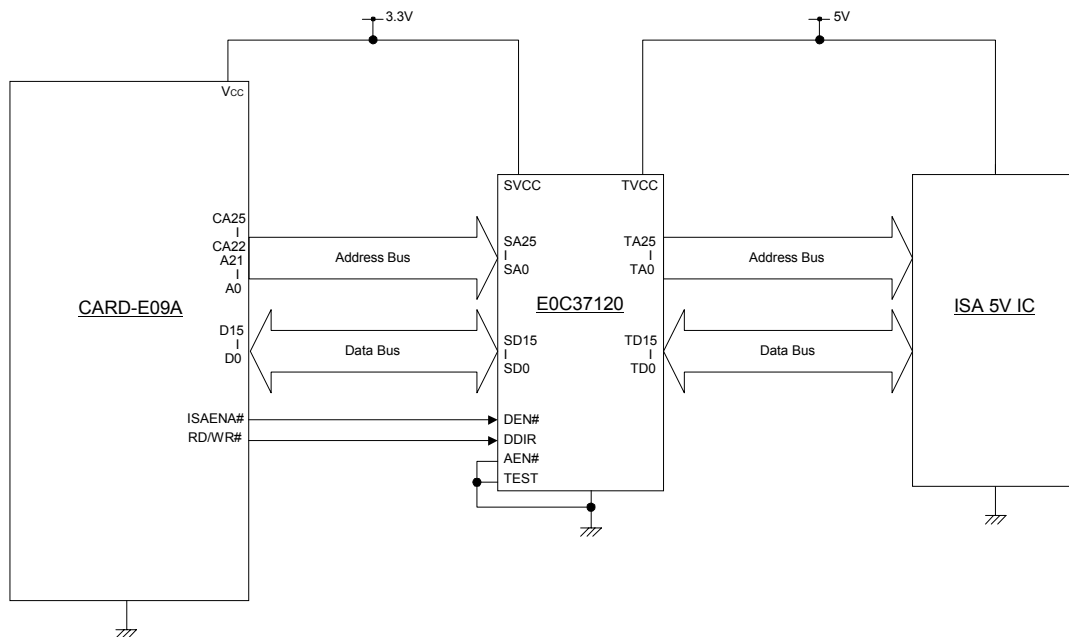 3.3V
5V
VCC
SVCC
TVCC
CA25
CA22
A21
A0
Address Bus
SA25
SA0
TA25
TA0
Address Bus
CARD-E09A
E0C37120
ISA 5V IC
D15
D0
Data Bus
SD15
SD0
TD15
TD0
Data Bus
ISAENA#
DEN#
RD/WR#
DDIR
AEN#
TEST